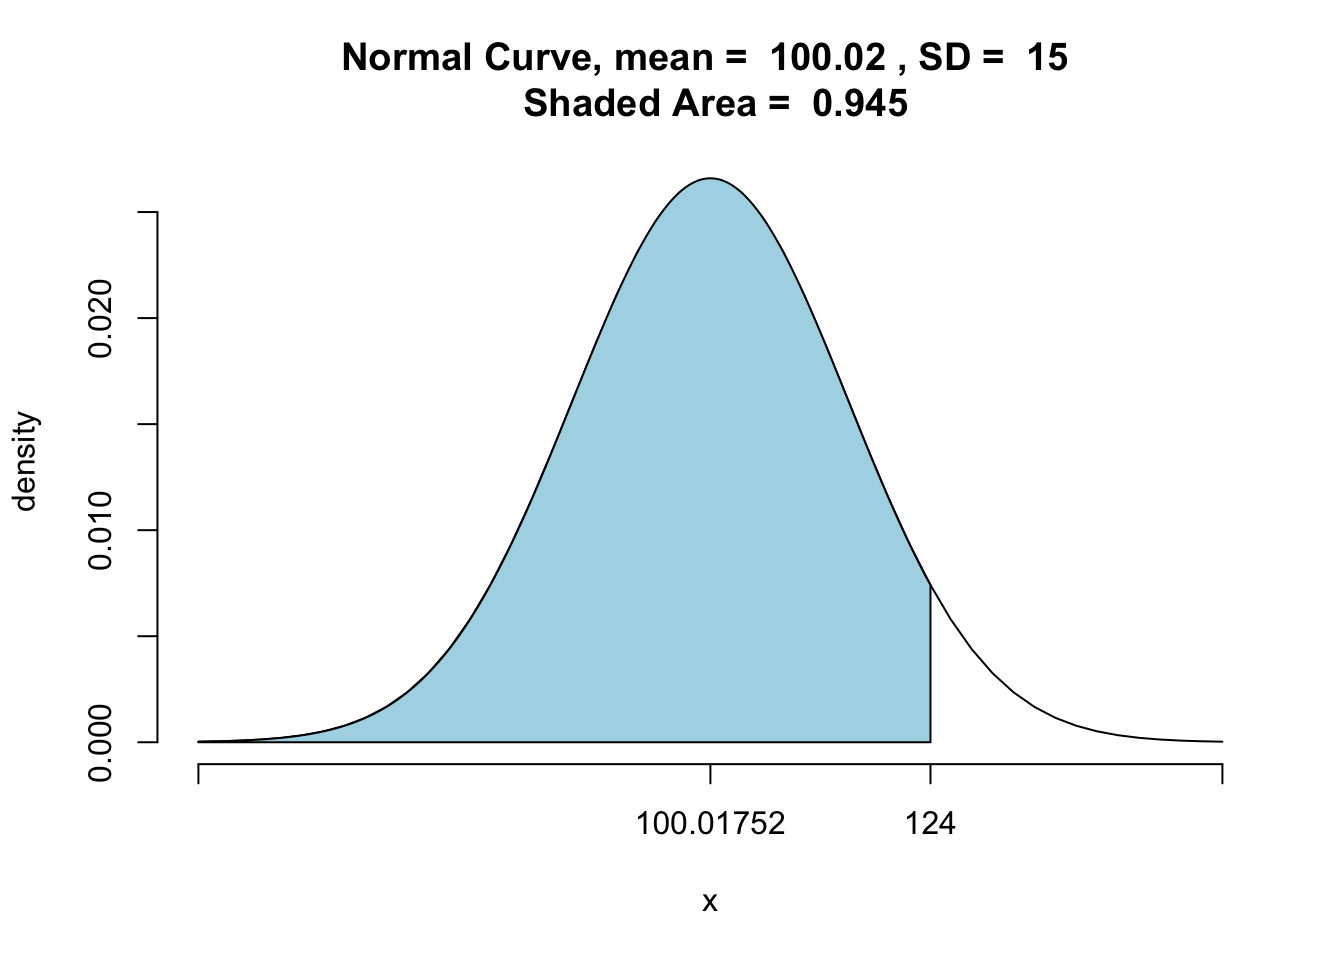 Normal Curve, mean =  100.02 , SD =  15
Shaded Area =  0.945
density
0.020
0.010
0.000
100.01752
124
x